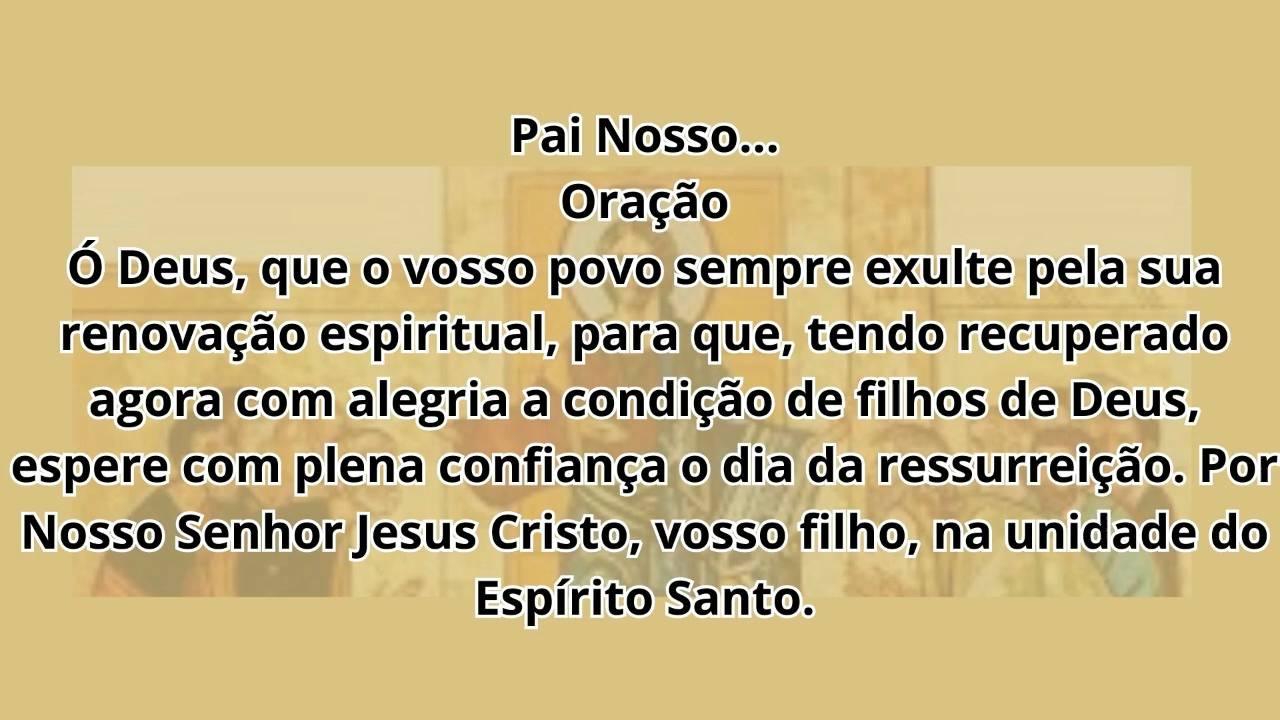 Pai Nosso...
Oração
Ó Deus, que o vosso povo sempre exulte pela sua
renovação espiritual, para que, tendo recuperado
agora com alegria a condição de filhos de Deus,
espere com plena confiança o dia da ressurreição. Por
Nosso Senhor Jesus Cristo, vosso filho, na unidade do
Espírito Santo.